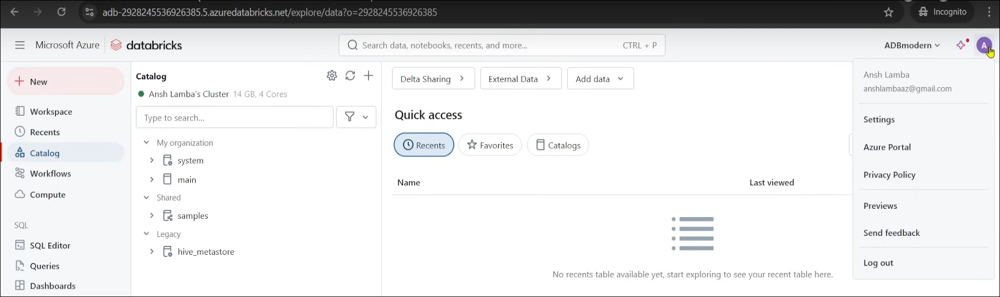 adb-2928245536926385.5.azuredatabricks.net/explore/data?o=2928245536926385
Incognito
Microsoft Azure
databricks
Search data, notebooks, recents, and more...
CTRL + P
ADBmodern
A
New
Workspace
Recents
Catalog
Workflows
Compute
SQL
SQL Editor
Queries
Dashboards
Catalog
Ansh Lamba's Cluster 14 GB, 4 Cores
Type to search...
My organization
system
main
Shared
samples
Legacy
hive_metastore
Delta Sharing
External Data
Add data
Quick access
Recents
Favorites
Catalogs
Name
Last viewed
No recents table available yet, start exploring to see your recent table here.
Ansh Lamba
anshlambaaz@gmail.com
Settings
Azure Portal
Privacy Policy
Previews
Send feedback
Log out